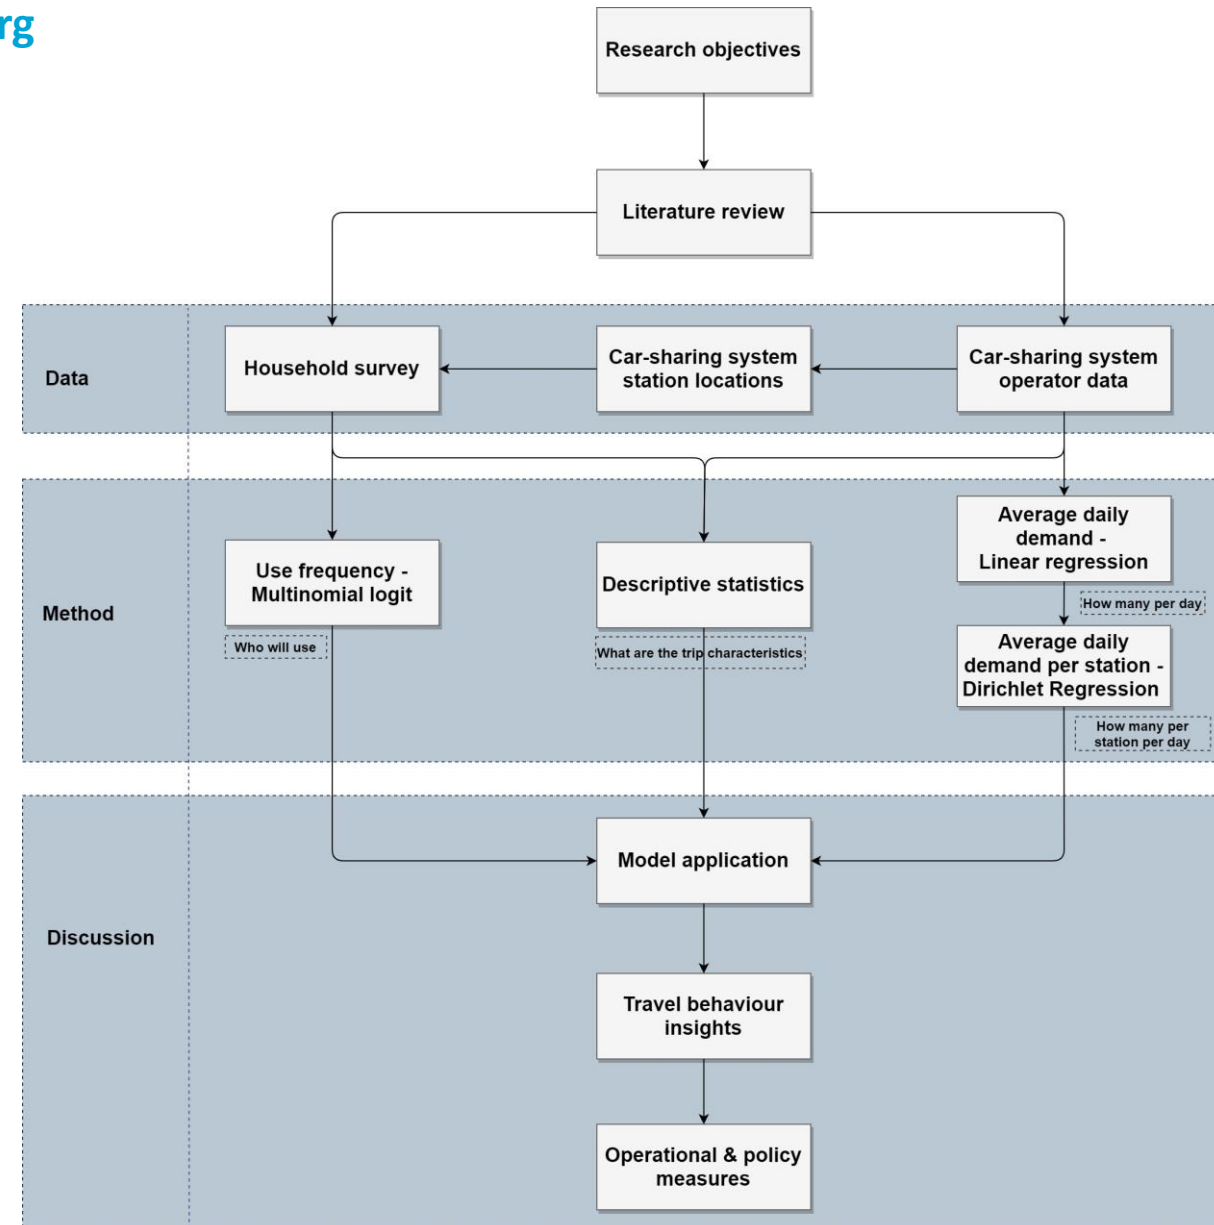 rg
Research objectives
Literature review
Data
Household survey
Car-sharing system
station locations
Car-sharing system
operator data
Method
Use frequency -
Multinomial logit
Who will use
Descriptive statistics
What are the trip characteristics
Average daily
demand -
Linear regression
How many per day
Average daily
demand per station -
Dirichlet Regression
How many per
station per day
Discussion
Model application
Travel behaviour
insights
Operational & policy
measures